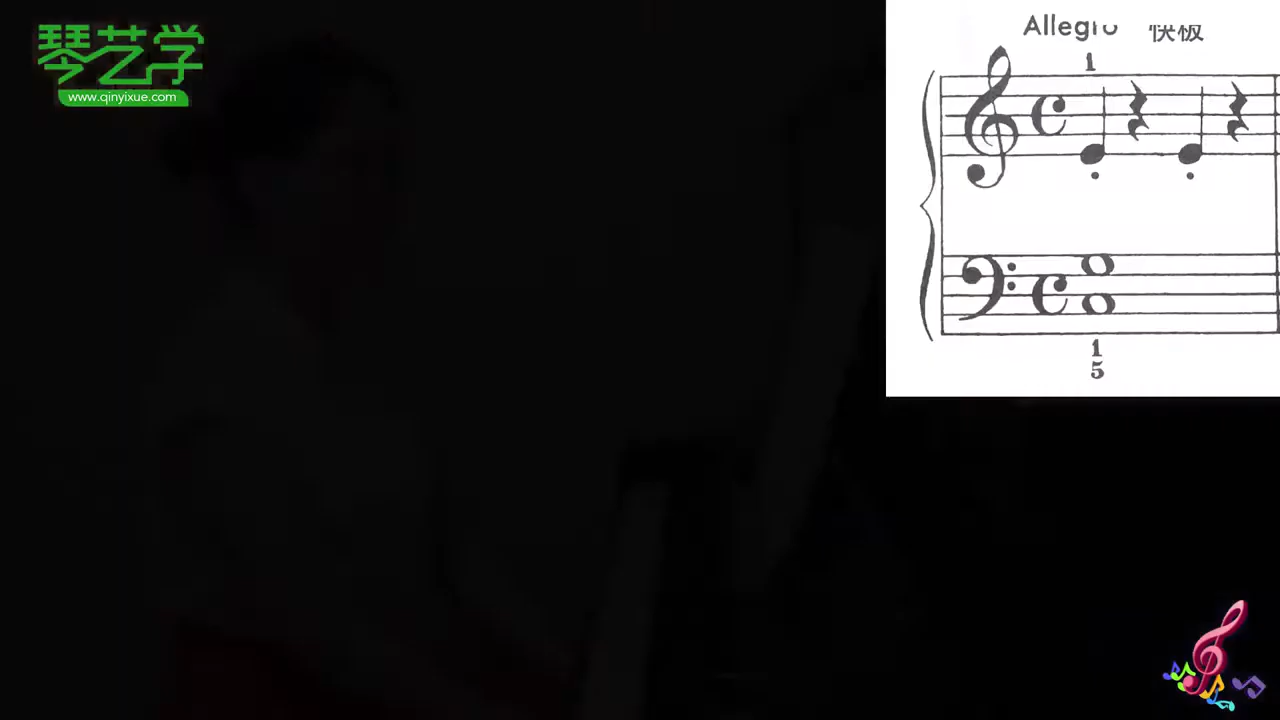 琴艺学
www.qinyixue.com
Allegro 快板
1
1
5